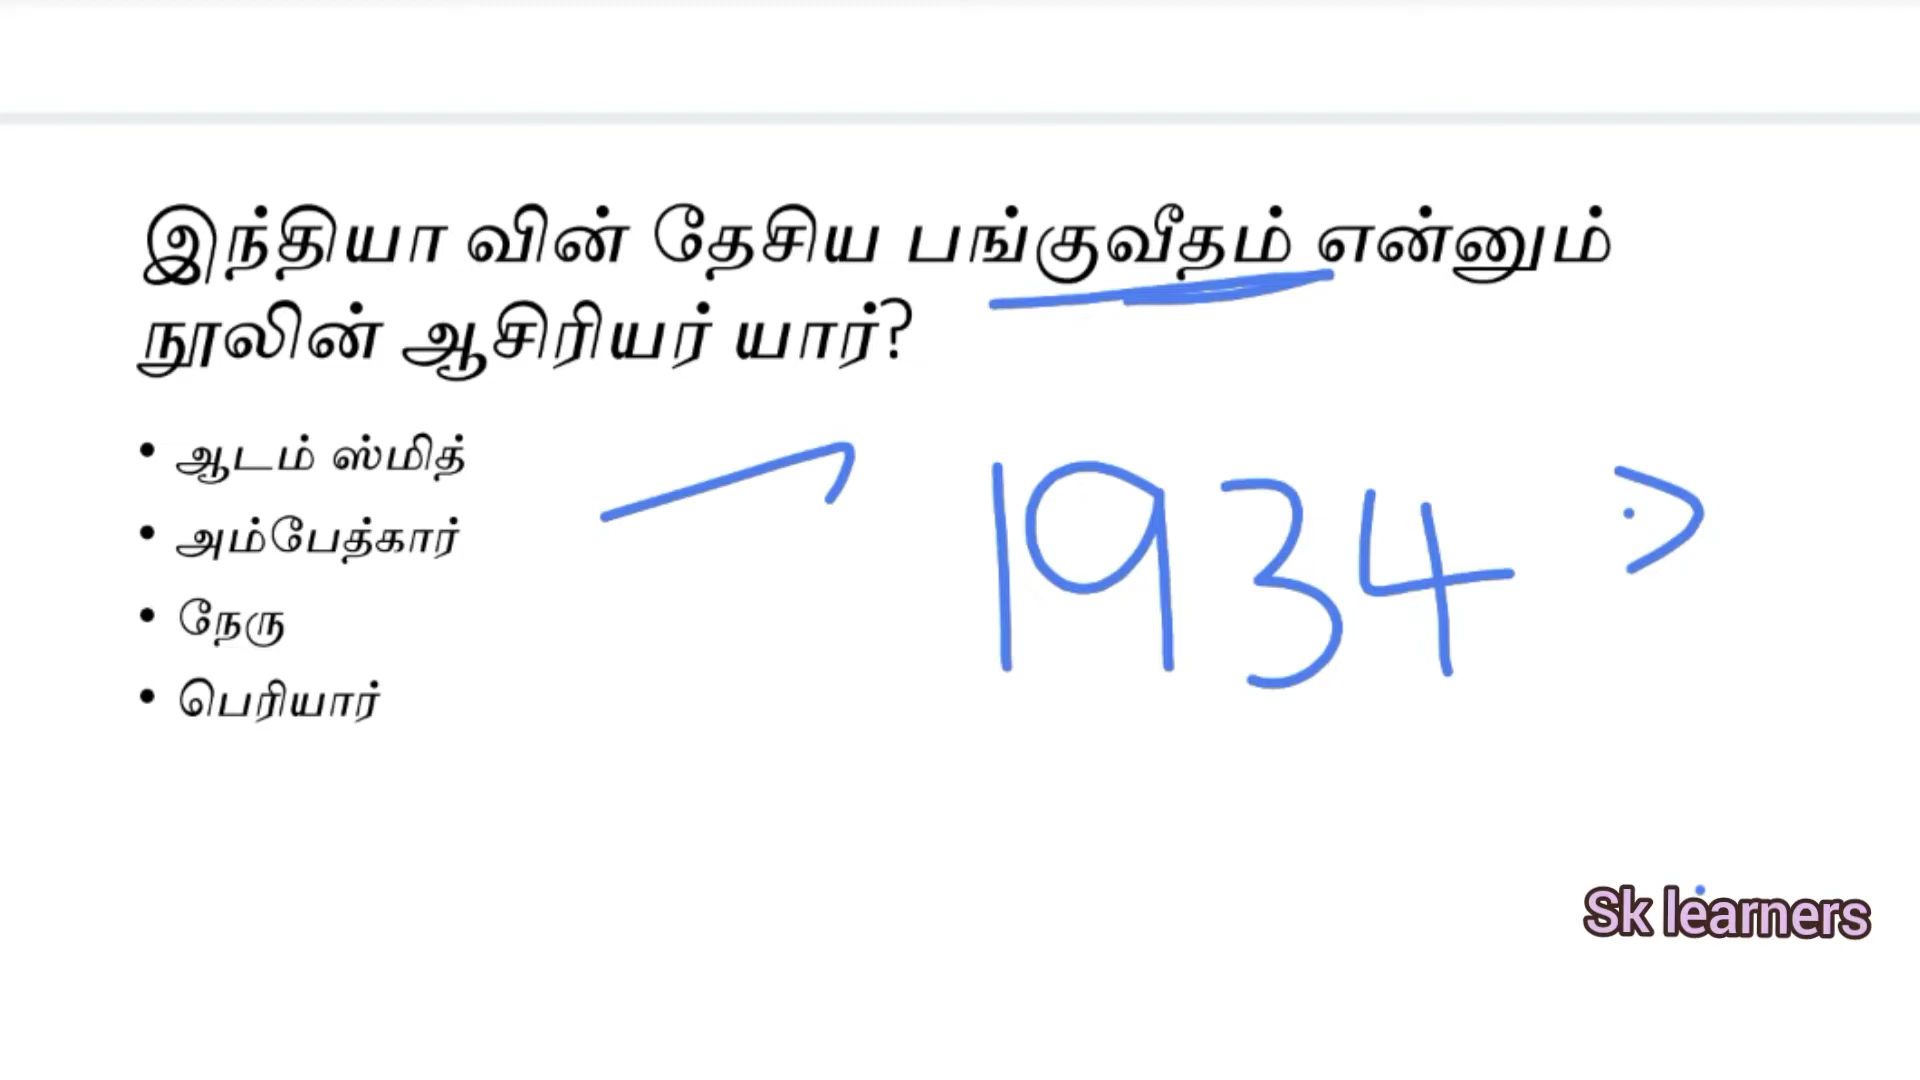 இந்தியா வின் தேசிய பங்குவீதம் என்னும்
நூலின் ஆசிரியர் யார்?
• ஆடம் ஸ்மித்
• அம்பேத்கார்
• நேரு
• பெரியார்
1934
Sk learners